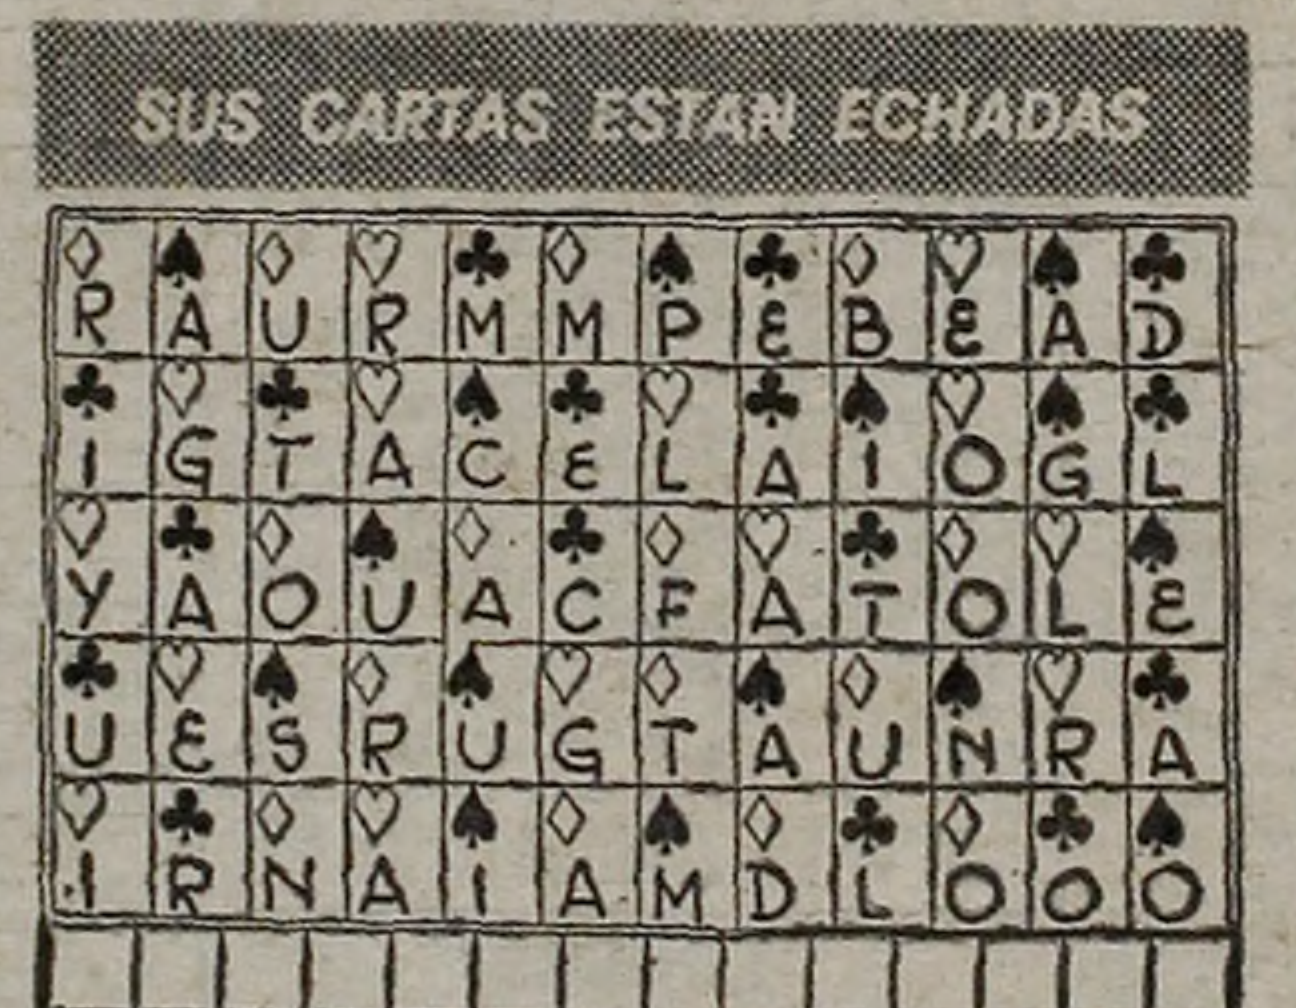 SUS CARTAS ESTAN ECHADAS
♢ ♠ ♢ ♡ ♣ ♢ ♠ ♣ ♢ ♡ ♠ ♣
R A U R M M P E B E A D
♣ ♡ ♣ ♡ ♠ ♣ ♡ ♣ ♠ ♡ ♠ ♣
I G T A C E L A I O G L
♡ ♣ ♢ ♠ ♢ ♣ ♢ ♡ ♣ ♢ ♡ ♠
Y A O U A C F A T O L E
♣ ♡ ♠ ♢ ♠ ♡ ♢ ♠ ♢ ♠ ♡ ♣
U E S R U G T A U N R A
♡ ♣ ♢ ♡ ♠ ♢ ♠ ♢ ♣ ♢ ♣ ♠
I R N A I A M D L O O O